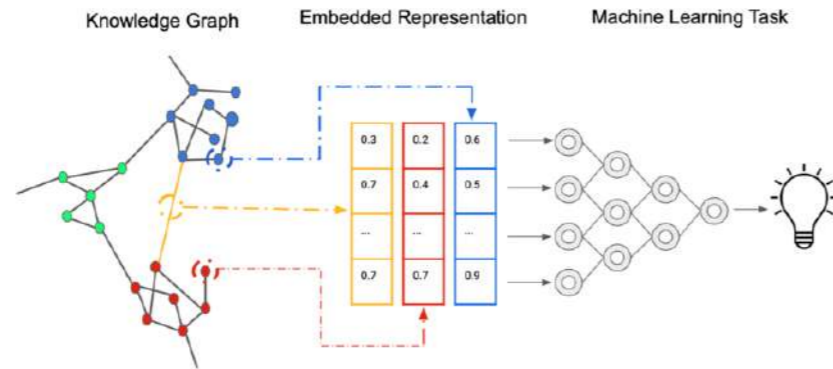 Knowledge Graph Embedded Representation Machine Learning Task
0.3 0.2 0.6
0.7 0.4 0.5
... ... ...
0.7 0.7 0.9